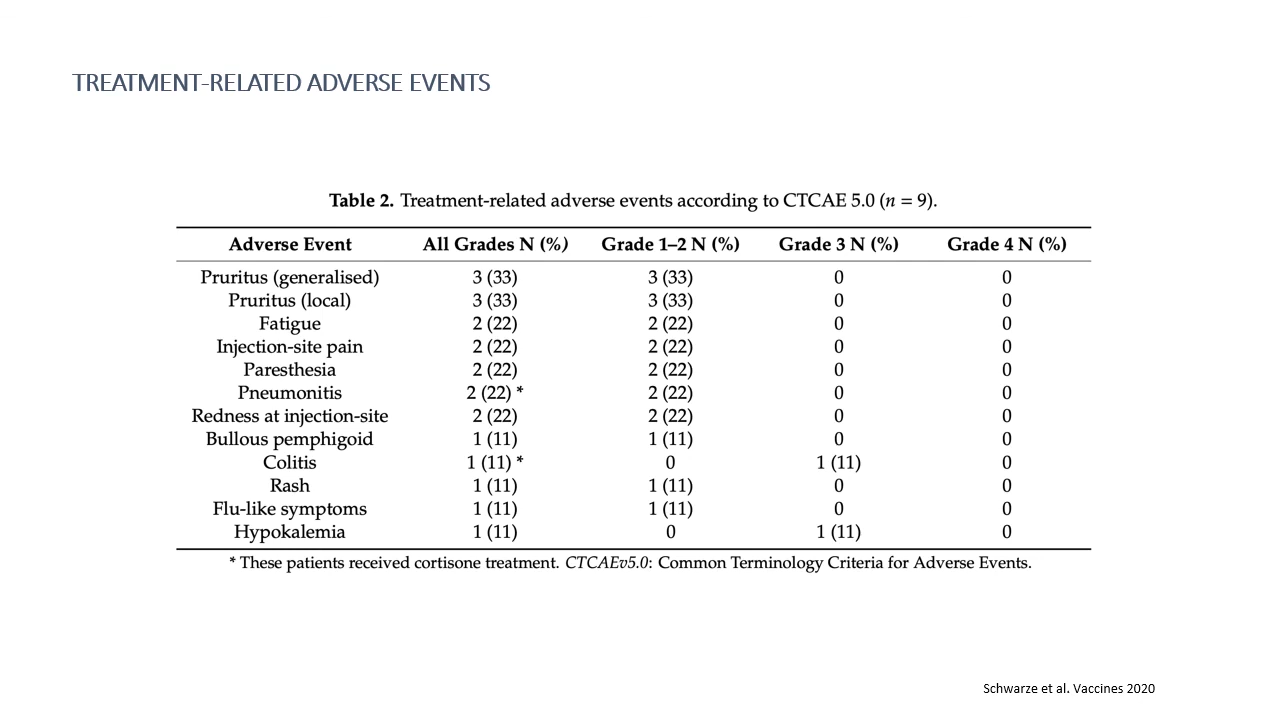 TREATMENT-RELATED ADVERSE EVENTS
Table 2. Treatment-related adverse events according to CTCAE 5.0 (n = 9).
Adverse Event All Grades N (%) Grade 1–2 N (%) Grade 3 N (%) Grade 4 N (%)
Pruritus (generalised) 3 (33) 3 (33) 0 0
Pruritus (local) 3 (33) 3 (33) 0 0
Fatigue 2 (22) 2 (22) 0 0
Injection-site pain 2 (22) 2 (22) 0 0
Paresthesia 2 (22) 2 (22) 0 0
Pneumonitis 2 (22) * 2 (22) 0 0
Redness at injection-site 2 (22) 2 (22) 0 0
Bullous pemphigoid 1 (11) 1 (11) 0 0
Colitis 1 (11) * 0 1 (11) 0
Rash 1 (11) 1 (11) 0 0
Flu-like symptoms 1 (11) 1 (11) 0 0
Hypokalemia 1 (11) 0 1 (11) 0
* These patients received cortisone treatment. CTCAEv5.0: Common Terminology Criteria for Adverse Events.
Schwarze et al. Vaccines 2020